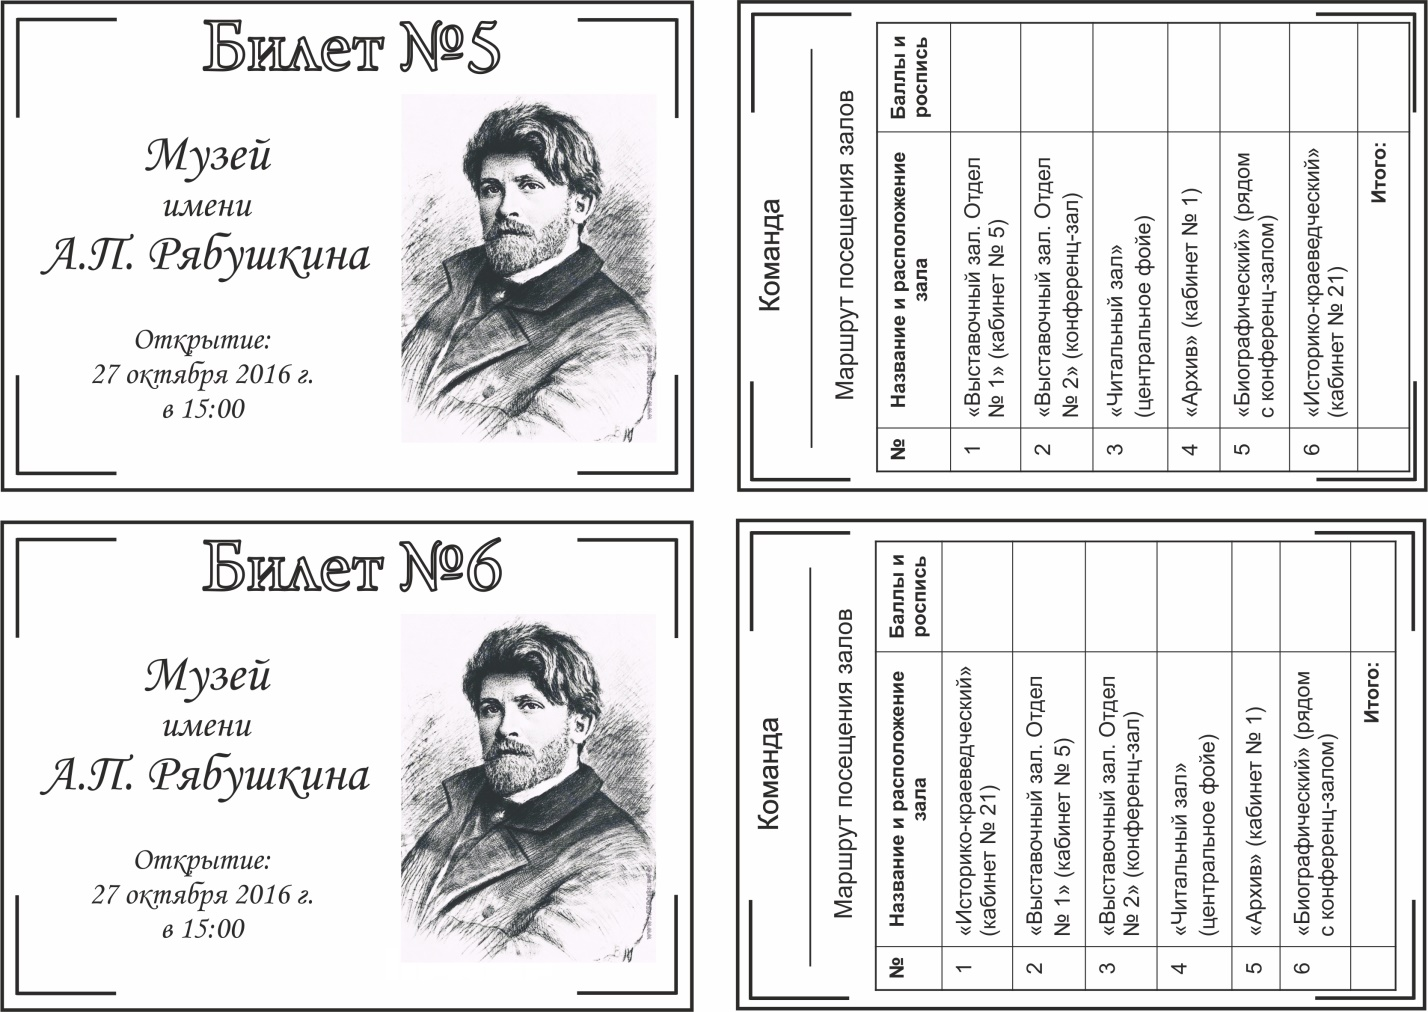 Билет №5
Музей
имени
А.П. Рябушкина
Открытие:
27 октября 2016 г.
в 15:00
Команда
Маршрут посещения залов
№ Название и расположение Баллы и
зала роспись
1 «Выставочный зал. Отдел
№ 1» (кабинет № 5)
2 «Выставочный зал. Отдел
№ 2» (конференц-зал)
3 «Читальный зал»
(центральное фойе)
4 «Архив» (кабинет № 1)
5 «Биографический» (рядом
с конференц-залом)
6 «Историко-краеведческий»
(кабинет № 21)
Итого:
Билет №6
Музей
имени
А.П. Рябушкина
Открытие:
27 октября 2016 г.
в 15:00
Команда
Маршрут посещения залов
№ Название и расположение Баллы и
зала роспись
1 «Историко-краеведческий»
(кабинет № 21)
2 «Выставочный зал. Отдел
№ 1» (кабинет № 5)
3 «Выставочный зал. Отдел
№ 2» (конференц-зал)
4 «Читальный зал»
(центральное фойе)
5 «Архив» (кабинет № 1)
6 «Биографический» (рядом
с конференц-залом)
Итого: